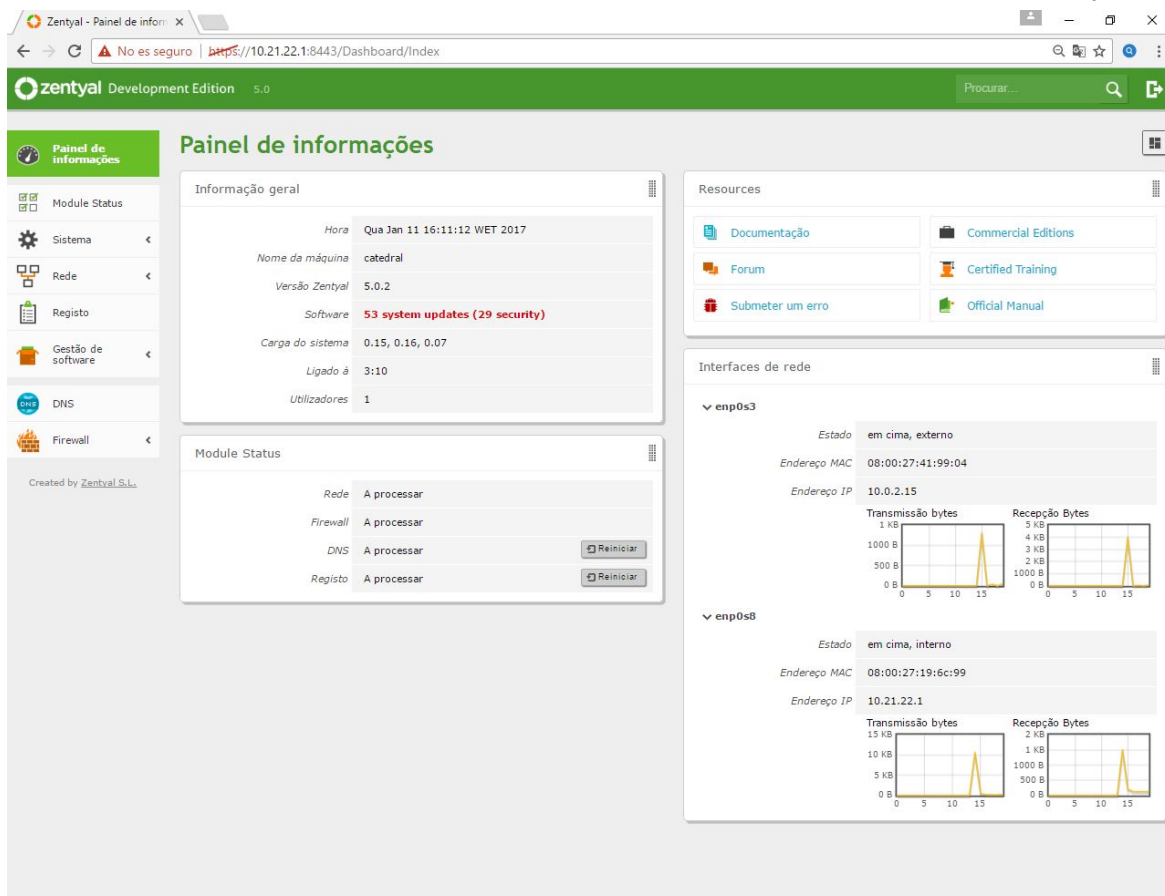 Zentyal - Painel de inform
No es seguro | https://10.21.22.1:8443/Dashboard/Index
zentyal Development Edition 5.0
Procurar...
Painel de informações
Module Status
Sistema
Rede
Registo
Gestão de software
DNS
Firewall
Created by Zentyal S.L.
Painel de informações
Informação geral
Hora Qua Jan 11 16:11:12 WET 2017
Nome da máquina catedral
Versão Zentyal 5.0.2
Software 53 system updates (29 security)
Carga do sistema 0.15, 0.16, 0.07
Ligado à 3:10
Utilizadores 1
Module Status
Rede A processar
Firewall A processar
DNS A processar Reiniciar
Registo A processar Reiniciar
Resources
Documentação Commercial Editions
Forum Certified Training
Submeter um erro Official Manual
Interfaces de rede
enp0s3
Estado em cima, externo
Endereço MAC 08:00:27:41:99:04
Endereço IP 10.0.2.15
Transmissão bytes
1 KB
1000 B
500 B
0 B
0 5 10 15
Recepção Bytes
5 KB
4 KB
3 KB
2 KB
1000 B
0 B
0 5 10 15
enp0s8
Estado em cima, interno
Endereço MAC 08:00:27:19:6c:99
Endereço IP 10.21.22.1
Transmissão bytes
15 KB
10 KB
5 KB
0 B
0 5 10 15
Recepção Bytes
2 KB
1 KB
1000 B
500 B
0 B
0 5 10 15